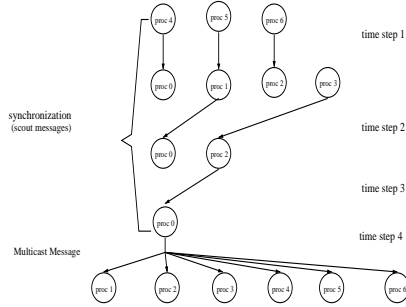 proc 4 proc 5 proc 6
time step 1
proc 0 proc 1 proc 2 proc 3
synchronization
(scout messages)
time step 2
proc 0 proc 2
time step 3
proc 0
time step 4
Multicast Message
proc 1 proc 2 proc 3 proc 4 proc 5 proc 6